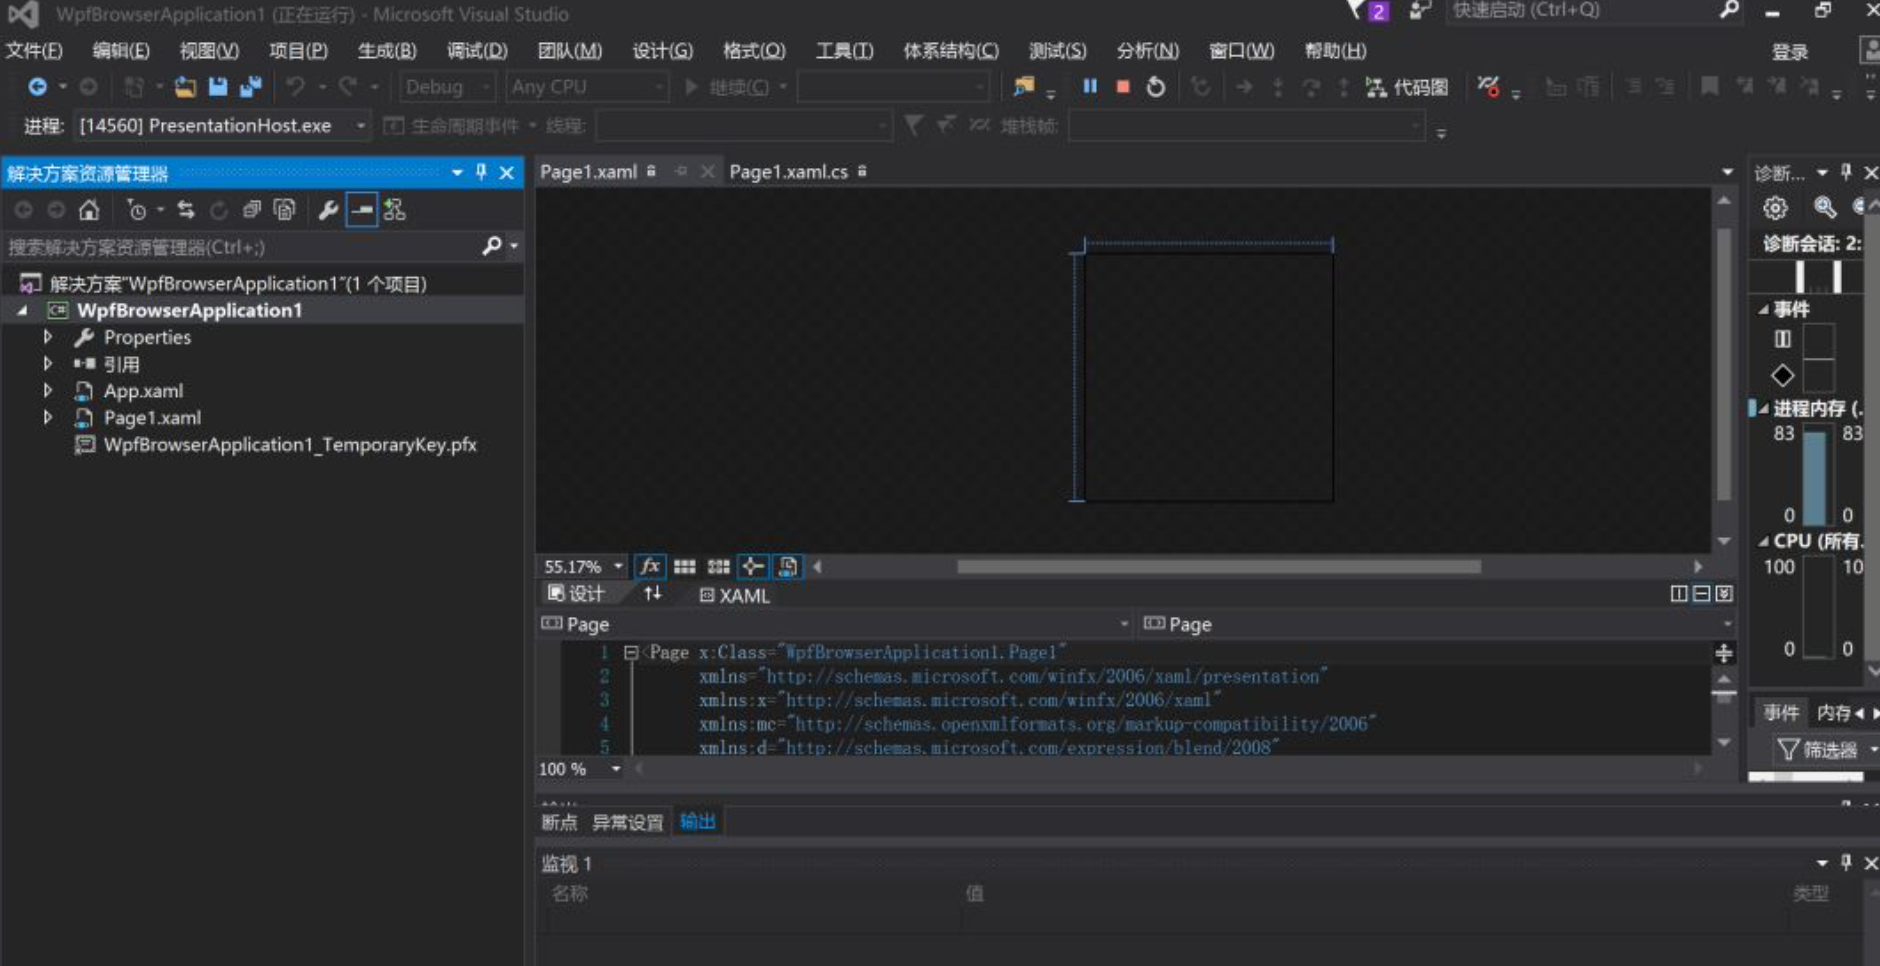 WpfBrowserApplication1 (正在运行) - Microsoft Visual Studio
2
快速启动 (Ctrl+Q)
文件(F) 编辑(E) 视图(V) 项目(P) 生成(B) 调试(D) 团队(M) 设计(G) 格式(O) 工具(T) 体系结构(C) 测试(S) 分析(N) 窗口(W) 帮助(H) 登录
Debug Any CPU 继续(C) 代码图
进程: [14560] PresentationHost.exe 生命周期事件 线程: 堆栈帧:
解决方案资源管理器
搜索解决方案资源管理器(Ctrl+;)
解决方案"WpfBrowserApplication1"(1 个项目)
C# WpfBrowserApplication1
Properties
引用
App.xaml
Page1.xaml
WpfBrowserApplication1_TemporaryKey.pfx
Page1.xaml Page1.xaml.cs
55.17% fx
设计 XAML
Page Page
1 <Page x:Class="WpfBrowserApplication1.Page1"
2 xmlns="http://schemas.microsoft.com/winfx/2006/xaml/presentation"
3 xmlns:x="http://schemas.microsoft.com/winfx/2006/xaml"
4 xmlns:mc="http://schemas.openxmlformats.org/markup-compatibility/2006"
5 xmlns:d="http://schemas.microsoft.com/expression/blend/2008"
100 %
断点 异常设置 输出
监视 1
名称 值 类型
诊断...
诊断会话: 2:
事件
进程内存 (.
83 83
0 0
CPU (所有.
100 10
0 0
事件 内存
筛选器